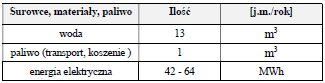 Surowce, materiały, paliwo Ilość [j.m./rok]
woda 13 m³
paliwo (transport, koszenie ) 1 m³
energia elektryczna 42 - 64 MWh